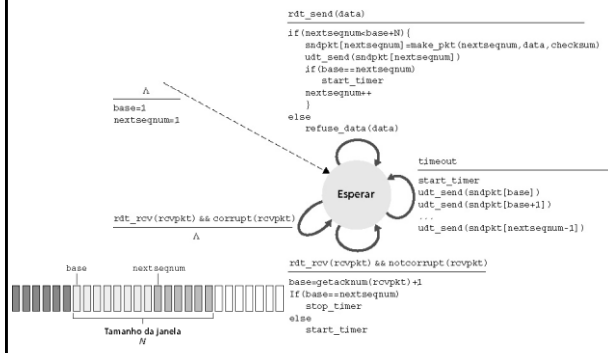 rdt_send(data)
if(nextseqnum<base+N){
sndpkt[nextseqnum]=make_pkt(nextseqnum,data,checksum)
udt_send(sndpkt[nextseqnum])
if(base==nextseqnum)
start_timer
nextseqnum++
}
else
refuse_data(data)
Λ
base=1
nextseqnum=1
timeout
start_timer
udt_send(sndpkt[base])
udt_send(sndpkt[base+1])
...
udt_send(sndpkt[nextseqnum-1])
Esperar
rdt_rcv(rcvpkt) && corrupt(rcvpkt)
Λ
rdt_rcv(rcvpkt) && notcorrupt(rcvpkt)
base=getacknum(rcvpkt)+1
If(base==nextseqnum)
stop_timer
else
start_timer
base nextseqnum
Tamanho da janela
N